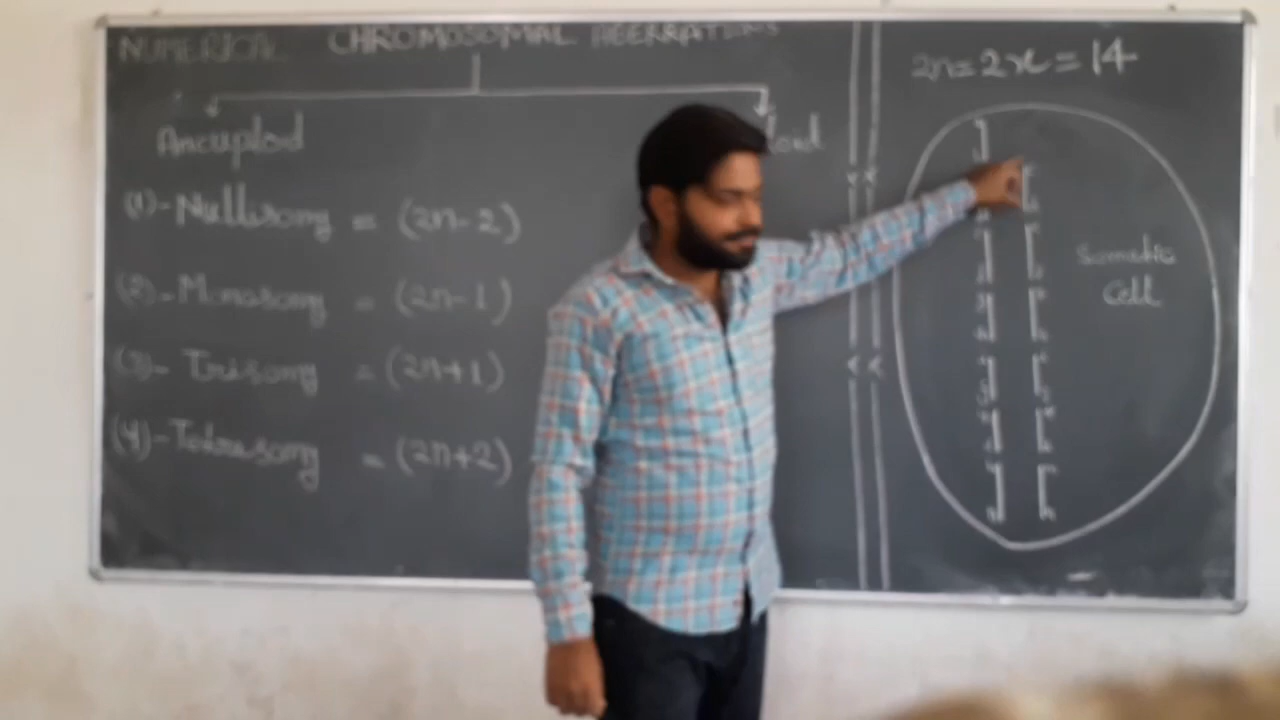 NUMERICAL CHROMOSOMAL ABERRATIONS
Aneuploid
(1)-Nullisomy = (2n-2)
(2)-Monosomy = (2n-1)
(3)- Trisomy = (2n+1)
(4)-Tetrasomy = (2n+2)
2n=2x=14
Somatic
Cell